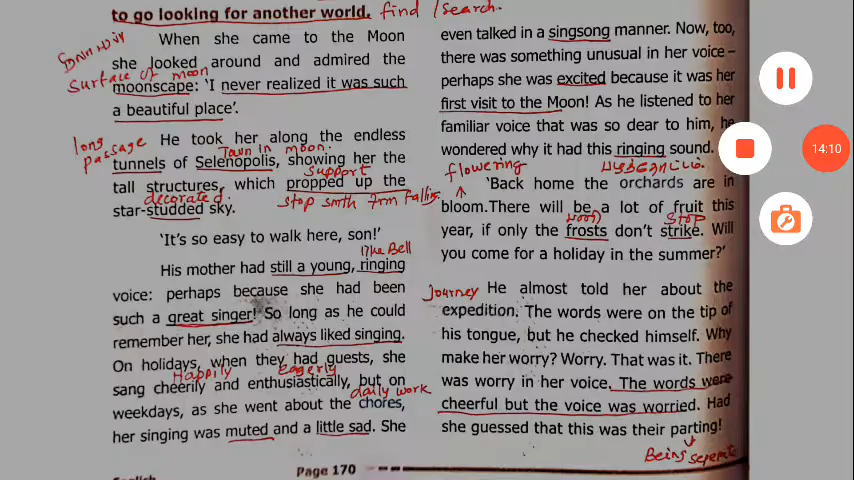 to go looking for another world. find / search.
When she came to the Moon
she looked around and admired the
surface of moon
moonscape: 'I never realized it was such
a beautiful place'.
long
passage
He took her along the endless
Town in moon.
tunnels of Selenopolis, showing her the
support
tall structures, which propped up the
decorated.
stop smth from falling.
star-studded sky.
'It's so easy to walk here, son!'
like Bell
His mother had still a young, ringing
voice: perhaps because she had been
such a great singer! So long as he could
remember her, she had always liked singing.
On holidays, when they had guests, she
Happily Eagerly
sang cheerily and enthusiastically, but on
daily work
weekdays, as she went about the chores,
her singing was muted and a little sad. She
English
Page 170
even talked in a singsong manner. Now, too,
there was something unusual in her voice –
perhaps she was excited because it was her
first visit to the Moon! As he listened to her
familiar voice that was so dear to him, he
wondered why it had this ringing sound.
flowering
'Back home the orchards are in
bloom.There will be a lot of fruit this
stop
year, if only the frosts don't strike. Will
you come for a holiday in the summer?'
Journey
He almost told her about the
expedition. The words were on the tip of
his tongue, but he checked himself. Why
make her worry? Worry. That was it. There
was worry in her voice. The words were
cheerful but the voice was worried. Had
she guessed that this was their parting!
Being seperate
14:10